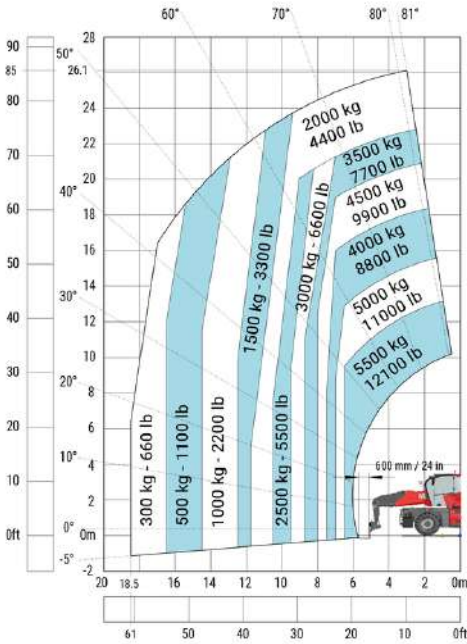 60°
70°
80°
81°
90
85
80
70
60
50
40
30
20
10
0ft
28
26.1
24
22
20
18
16
14
12
10
8
6
4
2
0m
-2
50°
40°
30°
20°
10°
0°
-5°
2000 kg
4400 lb
3500 kg
7700 lb
4500 kg
9900 lb
4000 kg
8800 lb
5000 kg
11000 lb
5500 kg
12100 lb
300 kg - 660 lb
500 kg - 1100 lb
1000 kg - 2200 lb
1500 kg - 3300 lb
2500 kg - 5500 lb
3000 kg - 6600 lb
600 mm / 24 in
20 18.5 16 14 12 10 8 6 4 2 0m
61 50 40 30 20 10 0ft